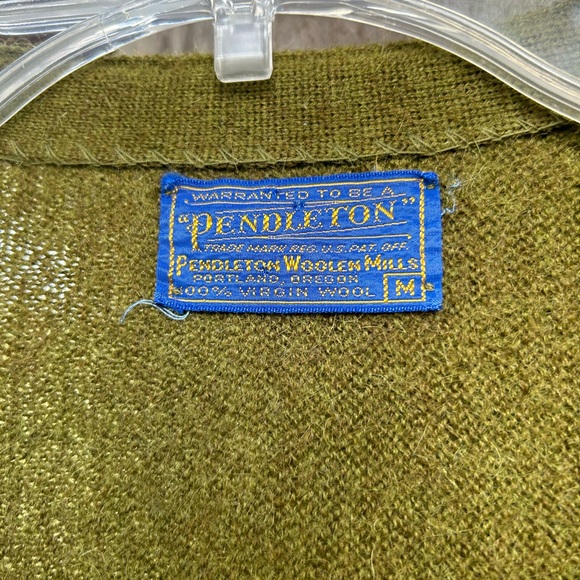 WARRANTED TO BE A
"PENDLETON"
TRADE MARK REG. U.S. PAT. OFF.
PENDLETON WOOLEN MILLS
PORTLAND, OREGON
100% VIRGIN WOOL M